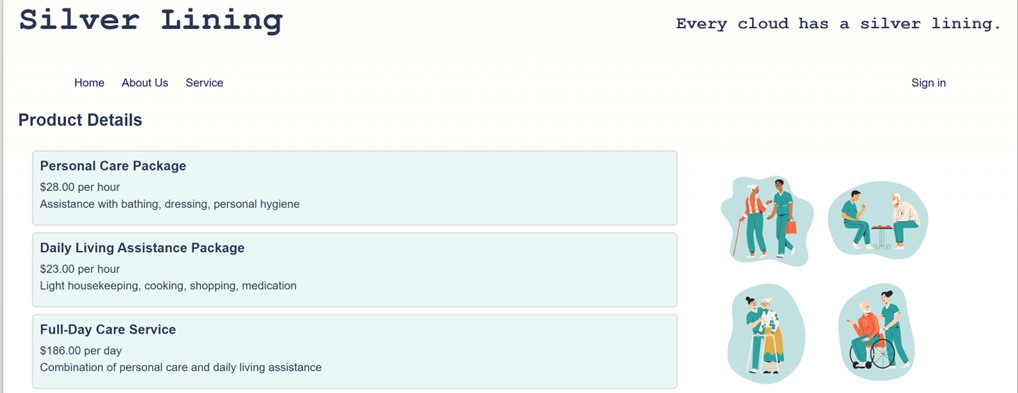 Silver Lining
Every cloud has a silver lining.
Home About Us Service
Sign in
Product Details
Personal Care Package
$28.00 per hour
Assistance with bathing, dressing, personal hygiene
Daily Living Assistance Package
$23.00 per hour
Light housekeeping, cooking, shopping, medication
Full-Day Care Service
$186.00 per day
Combination of personal care and daily living assistance